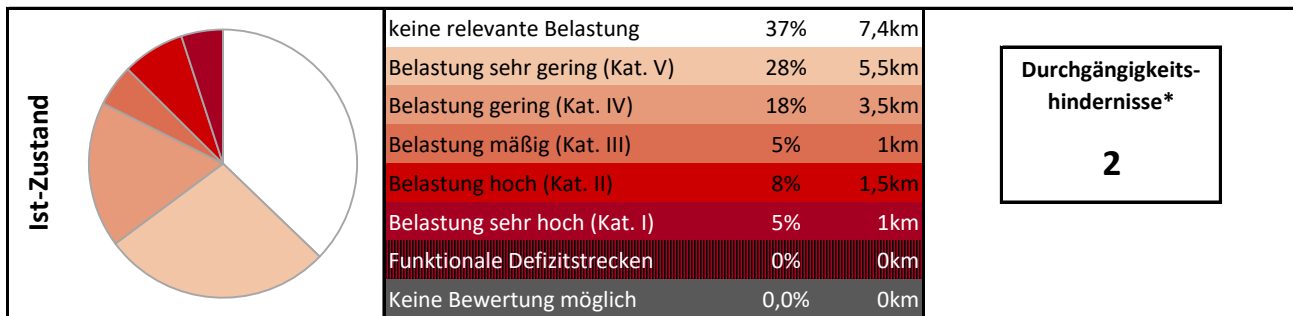 Ist-Zustand
keine relevante Belastung 37% 7,4km
Belastung sehr gering (Kat. V) 28% 5,5km
Belastung gering (Kat. IV) 18% 3,5km
Belastung mäßig (Kat. III) 5% 1km
Belastung hoch (Kat. II) 8% 1,5km
Belastung sehr hoch (Kat. I) 5% 1km
Funktionale Defizitstrecken 0% 0km
Keine Bewertung möglich 0,0% 0km
Durchgängigkeits-
hindernisse*
2